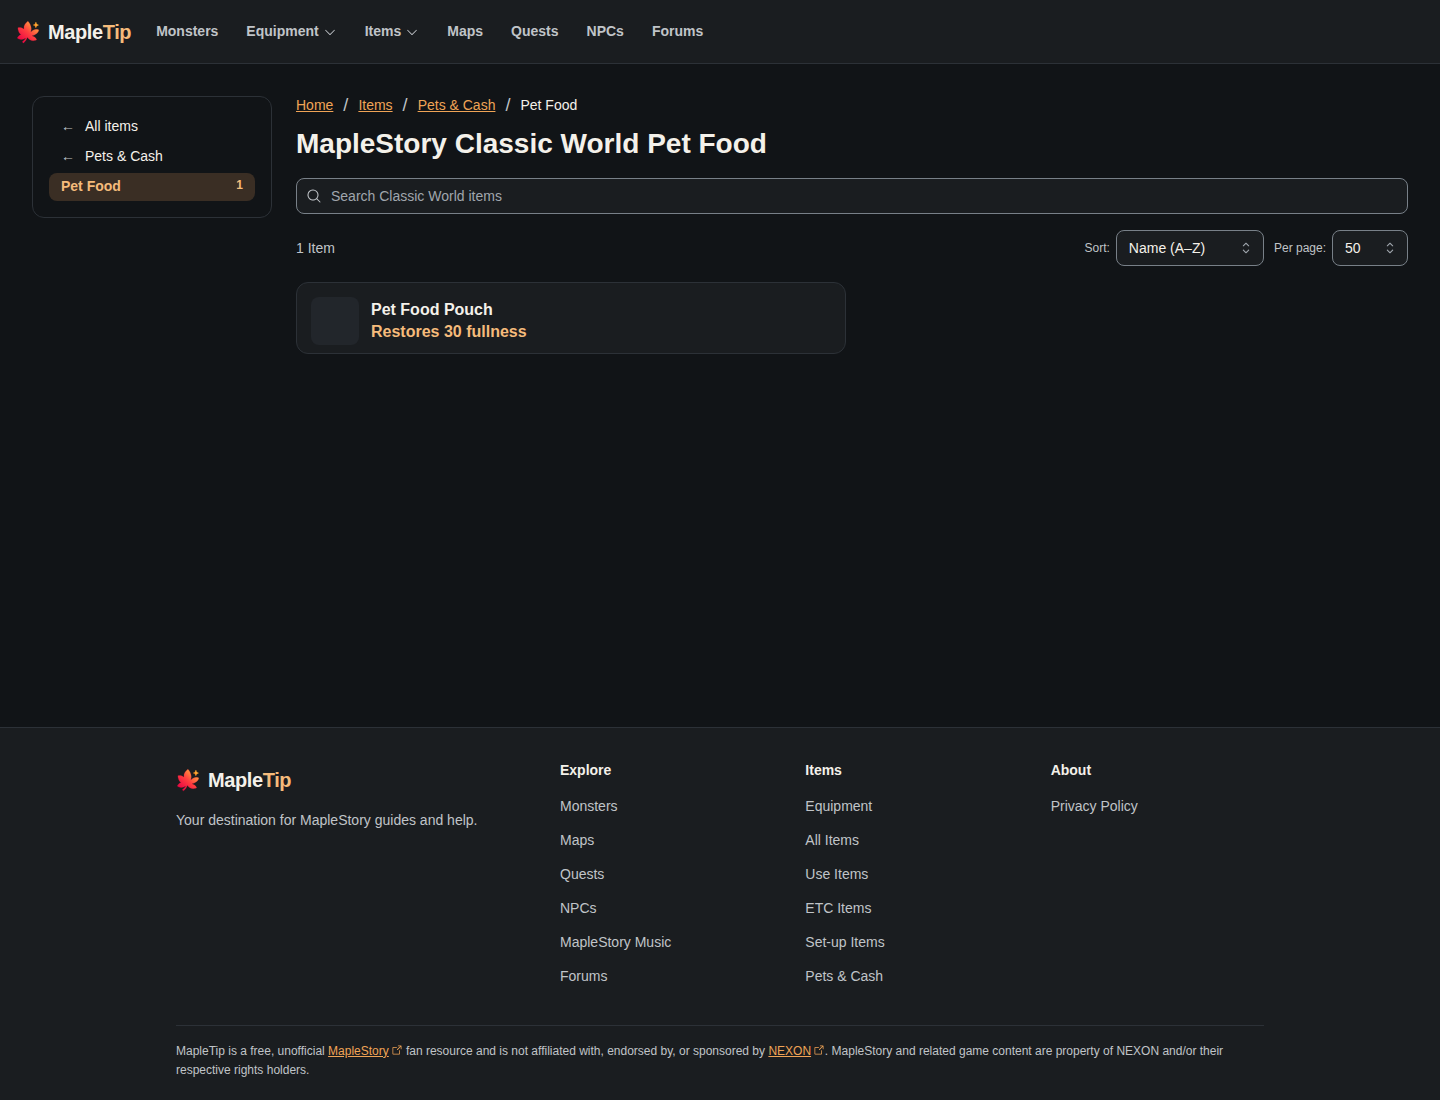 MapleTip Monsters Equipment Items Maps Quests NPCs Forums
← All items
← Pets & Cash
Pet Food 1
Home / Items / Pets & Cash / Pet Food
MapleStory Classic World Pet Food
Search Classic World items
1 Item
Sort: Name (A–Z) Per page: 50
Pet Food Pouch
Restores 30 fullness
MapleTip
Your destination for MapleStory guides and help.
Explore
Monsters
Maps
Quests
NPCs
MapleStory Music
Forums
Items
Equipment
All Items
Use Items
ETC Items
Set-up Items
Pets & Cash
About
Privacy Policy
MapleTip is a free, unofficial MapleStory fan resource and is not affiliated with, endorsed by, or sponsored by NEXON. MapleStory and related game content are property of NEXON and/or their
respective rights holders.